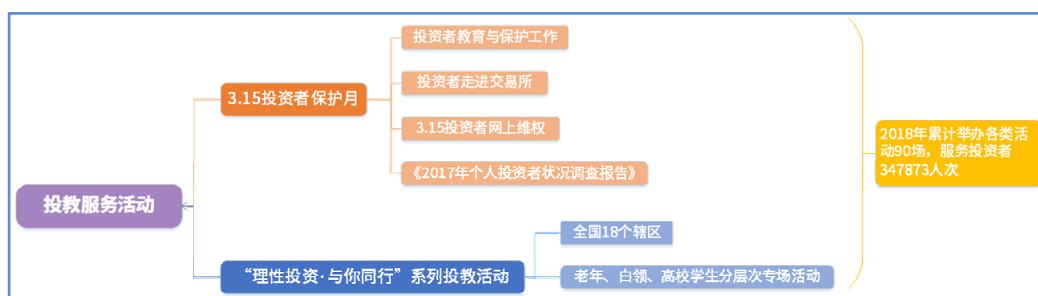 投资者教育与保护工作
投资者走进交易所
3.15投资者保护月
3.15投资者网上维权
《2017年个人投资者状况调查报告》
2018年累计举办各类活
动90场，服务投资者
347873人次
投教服务活动
全国18个辖区
“理性投资·与你同行”系列投教活动
老年、白领、高校学生分层次专场活动